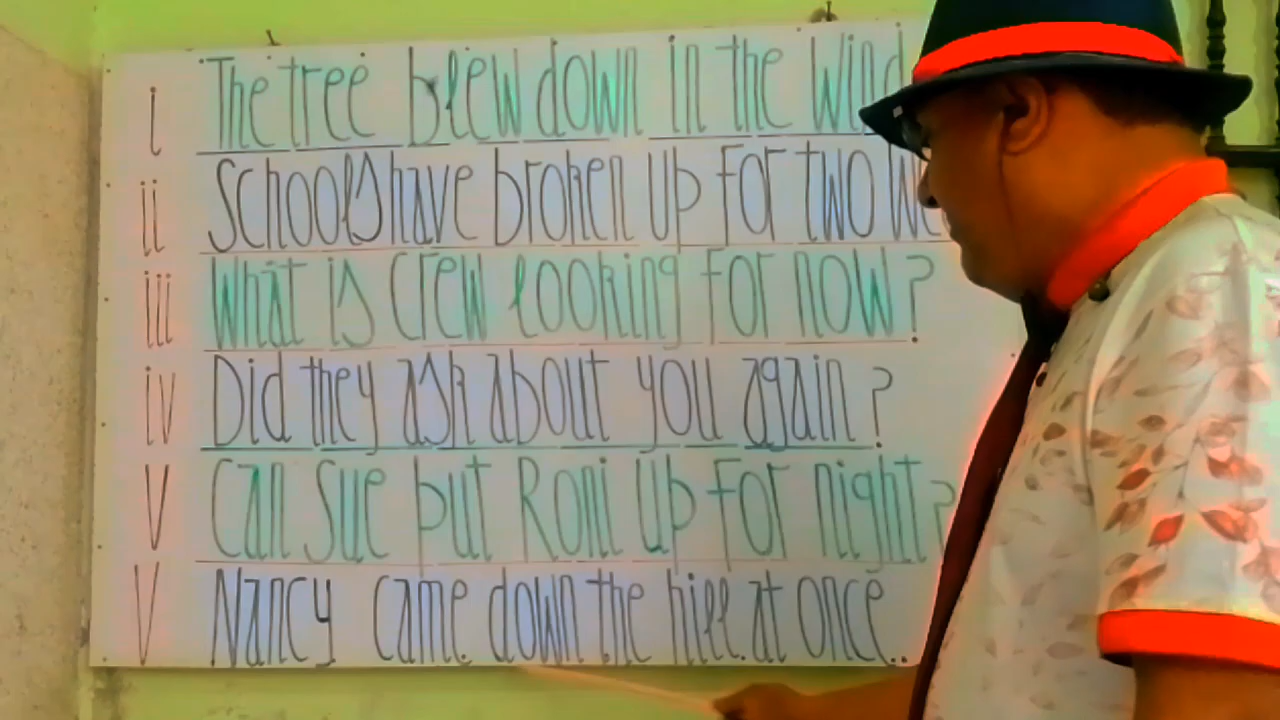 i The tree blew down in the wind
ii Schools have broken up for two
iii What is Crew looking for now?
iv Did they ask about you again?
V Can Sue put Roni up for night?
V Nancy came down the hill at once.